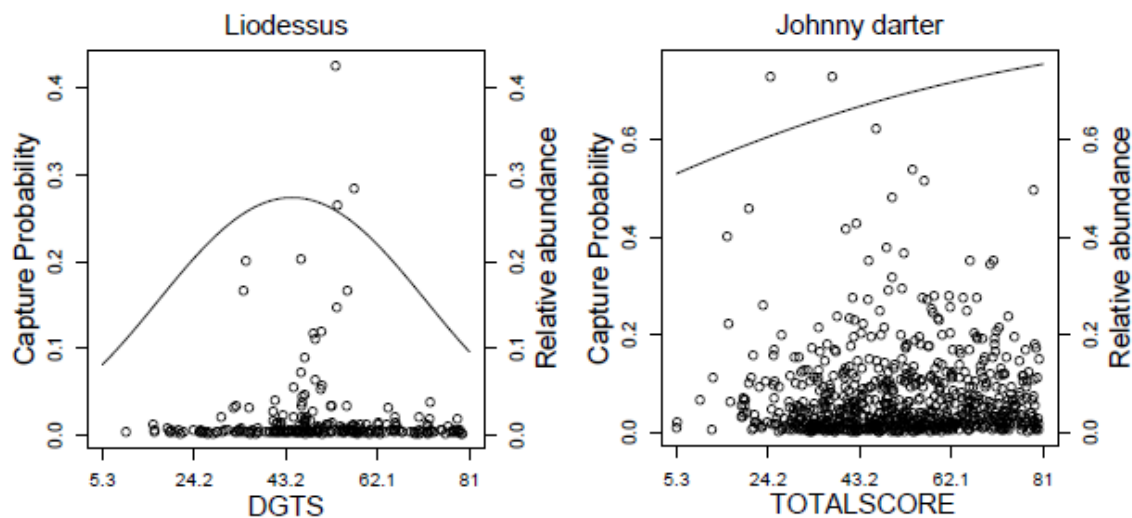 Liodessus
Capture Probability
0.0 0.1 0.2 0.3 0.4
0.0 0.1 0.2 0.3 0.4
Relative abundance
5.3 24.2 43.2 62.1 81
DGTS
Johnny darter
Capture Probability
0.0 0.2 0.4 0.6
0.0 0.2 0.4 0.6
Relative abundance
5.3 24.2 43.2 62.1 81
TOTALSCORE